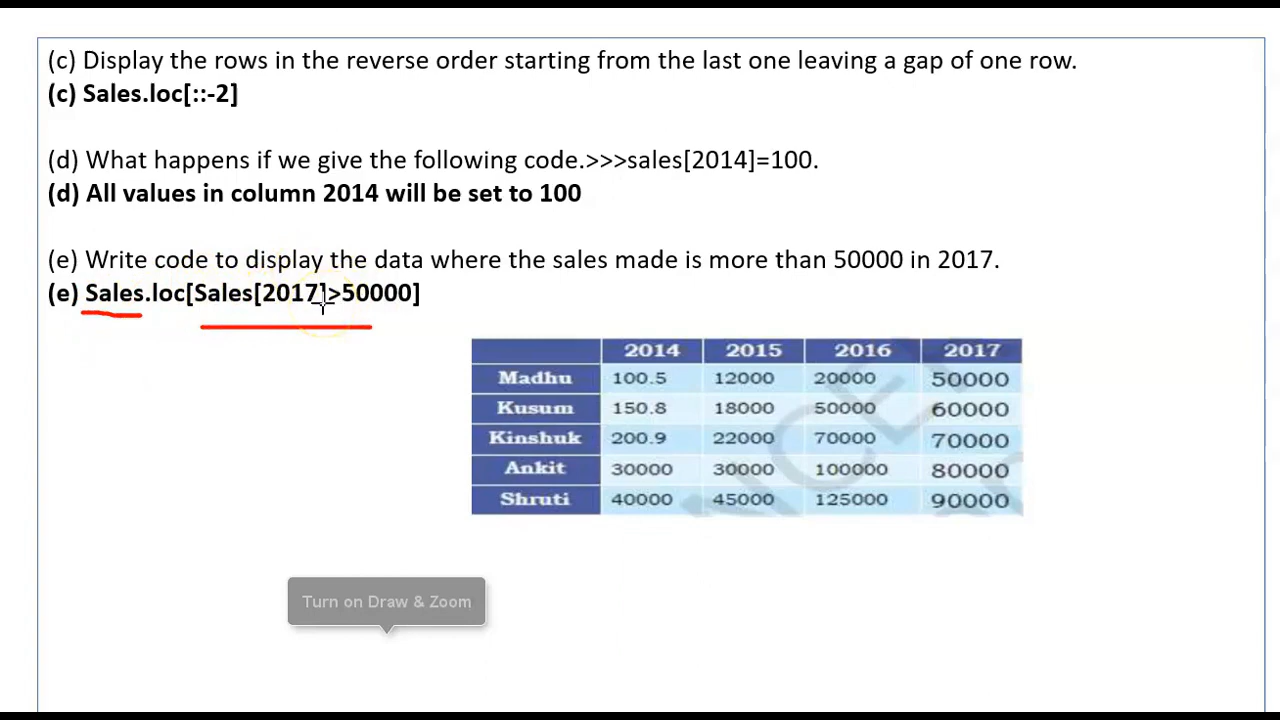 (c) Display the rows in the reverse order starting from the last one leaving a gap of one row.
(c) Sales.loc[::-2]
(d) What happens if we give the following code.>>>sales[2014]=100.
(d) All values in column 2014 will be set to 100
(e) Write code to display the data where the sales made is more than 50000 in 2017.
(e) Sales.loc[Sales[2017]>50000]
2014 2015 2016 2017
Madhu 100.5 12000 20000 50000
Kusum 150.8 18000 50000 60000
Kinshuk 200.9 22000 70000 70000
Ankit 30000 30000 100000 80000
Shruti 40000 45000 125000 90000
Turn on Draw & Zoom